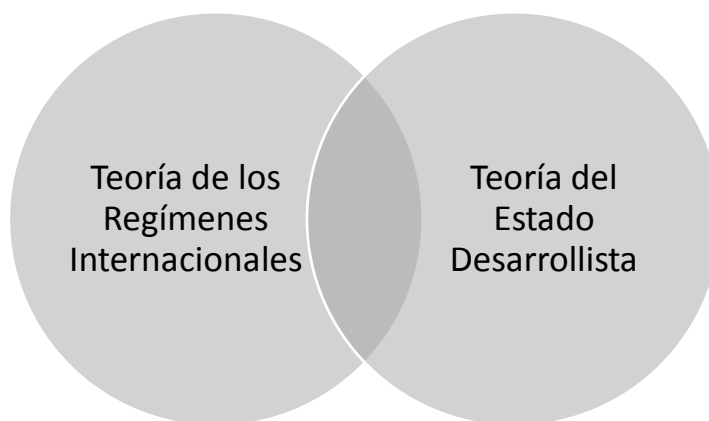 Teoría de los
Regímenes
Internacionales
Teoría del
Estado
Desarrollista